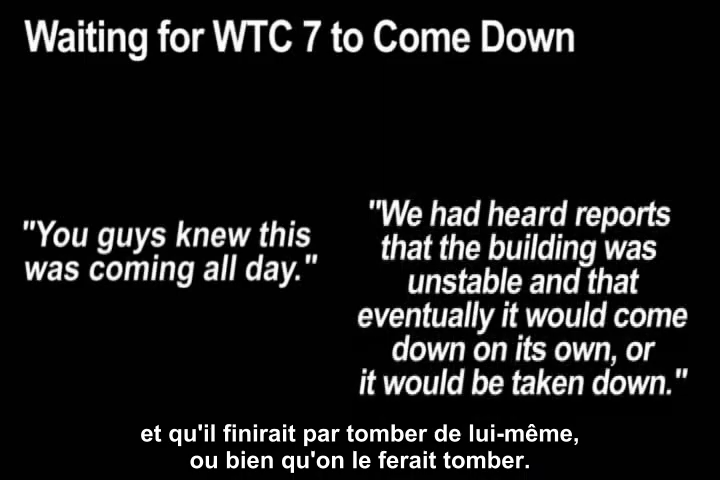 Waiting for WTC 7 to Come Down
"You guys knew this
was coming all day."
"We had heard reports
that the building was
unstable and that
eventually it would come
down on its own, or
it would be taken down."
et qu'il finirait par tomber de lui-même,
ou bien qu'on le ferait tomber.